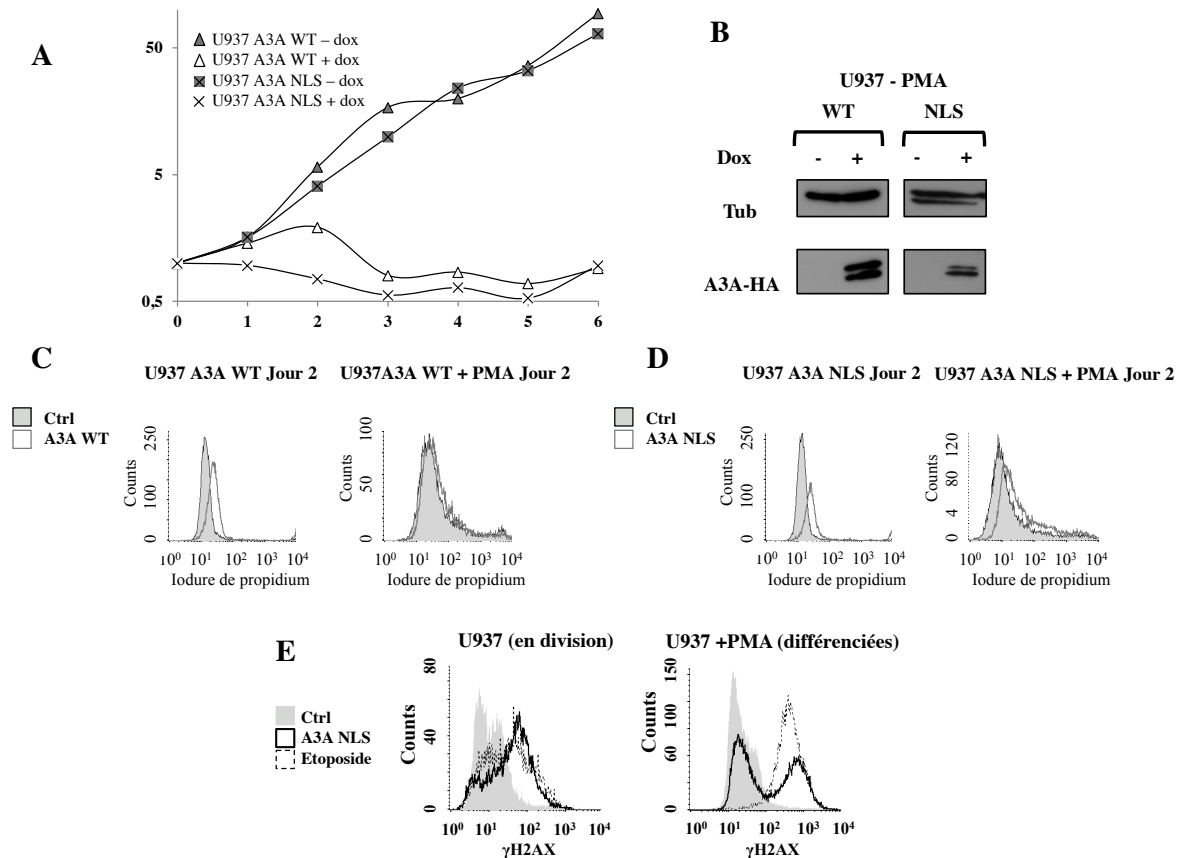 A
50
5
0,5
0 1 2 3 4 5 6
U937 A3A WT – dox
U937 A3A WT + dox
U937 A3A NLS – dox
U937 A3A NLS + dox
B
U937 - PMA
WT NLS
Dox - + - +
Tub
A3A-HA
C
U937 A3A WT Jour 2
U937A3A WT + PMA Jour 2
Ctrl
A3A WT
Counts
0 100 250
10⁰ 10¹ 10² 10³ 10⁴
Iodure de propidium
Counts
0 50 100
10⁰ 10¹ 10² 10³ 10⁴
Iodure de propidium
D
U937 A3A NLS Jour 2
U937 A3A NLS + PMA Jour 2
Ctrl
A3A NLS
Counts
0 100 250
10⁰ 10¹ 10² 10³ 10⁴
Iodure de propidium
Counts
0 4 80 120
10⁰ 10¹ 10² 10³ 10⁴
Iodure de propidium
E
U937 (en division)
U937 +PMA (différenciées)
Ctrl
A3A NLS
Etoposide
Counts
0 40 80
10⁰ 10¹ 10² 10³ 10⁴
γH2AX
Counts
0 60 100 150
10⁰ 10¹ 10² 10³ 10⁴
γH2AX